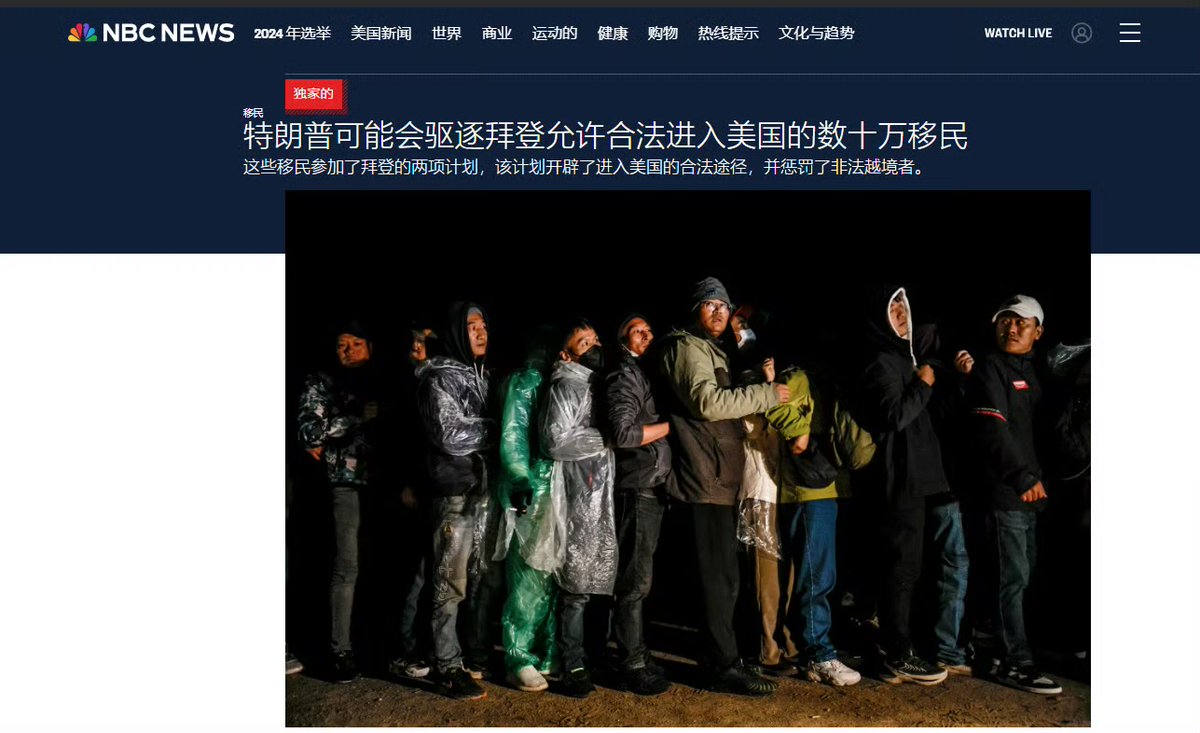 NBC NEWS 2024 年选举 美国新闻 世界 商业 运动的 健康 购物 热线提示 文化与趋势 WATCH LIVE
独家的
移民
特朗普可能会驱逐拜登允许合法进入美国的数十万移民
这些移民参加了拜登的两项计划，该计划开辟了进入美国的合法途径，并惩罚了非法越境者。